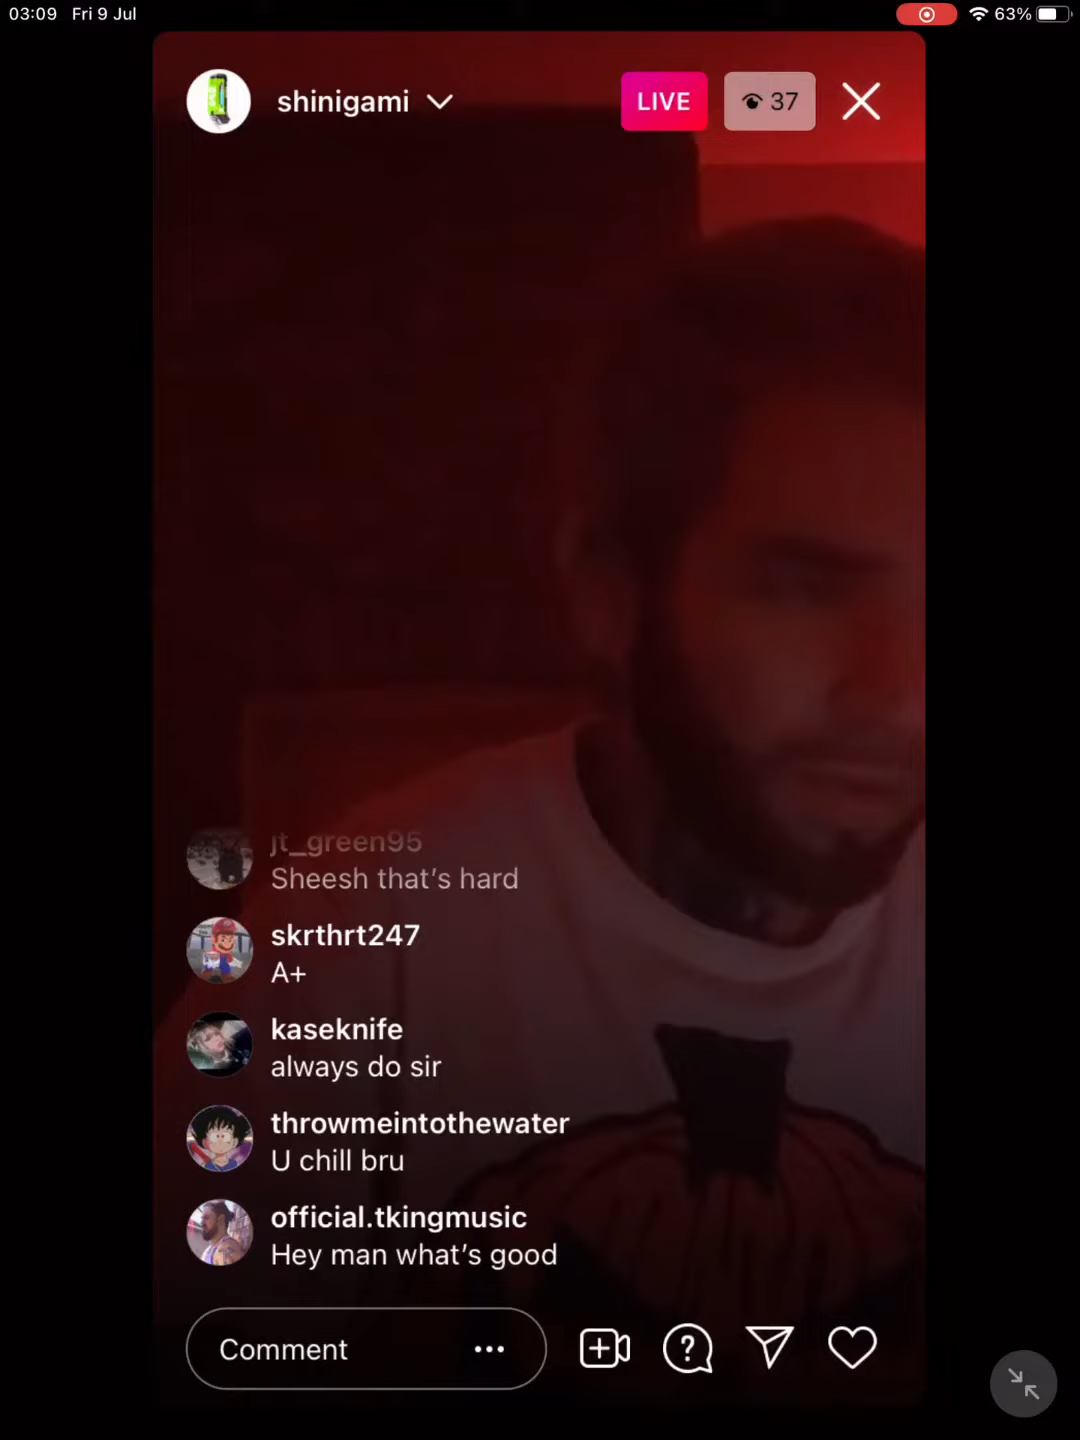 03:09 Fri 9 Jul 63%
shinigami LIVE 37
jt_green95
Sheesh that's hard
skrthrt247
A+
kaseknife
always do sir
throwmeintothewater
U chill bru
official.tkingmusic
Hey man what's good
Comment